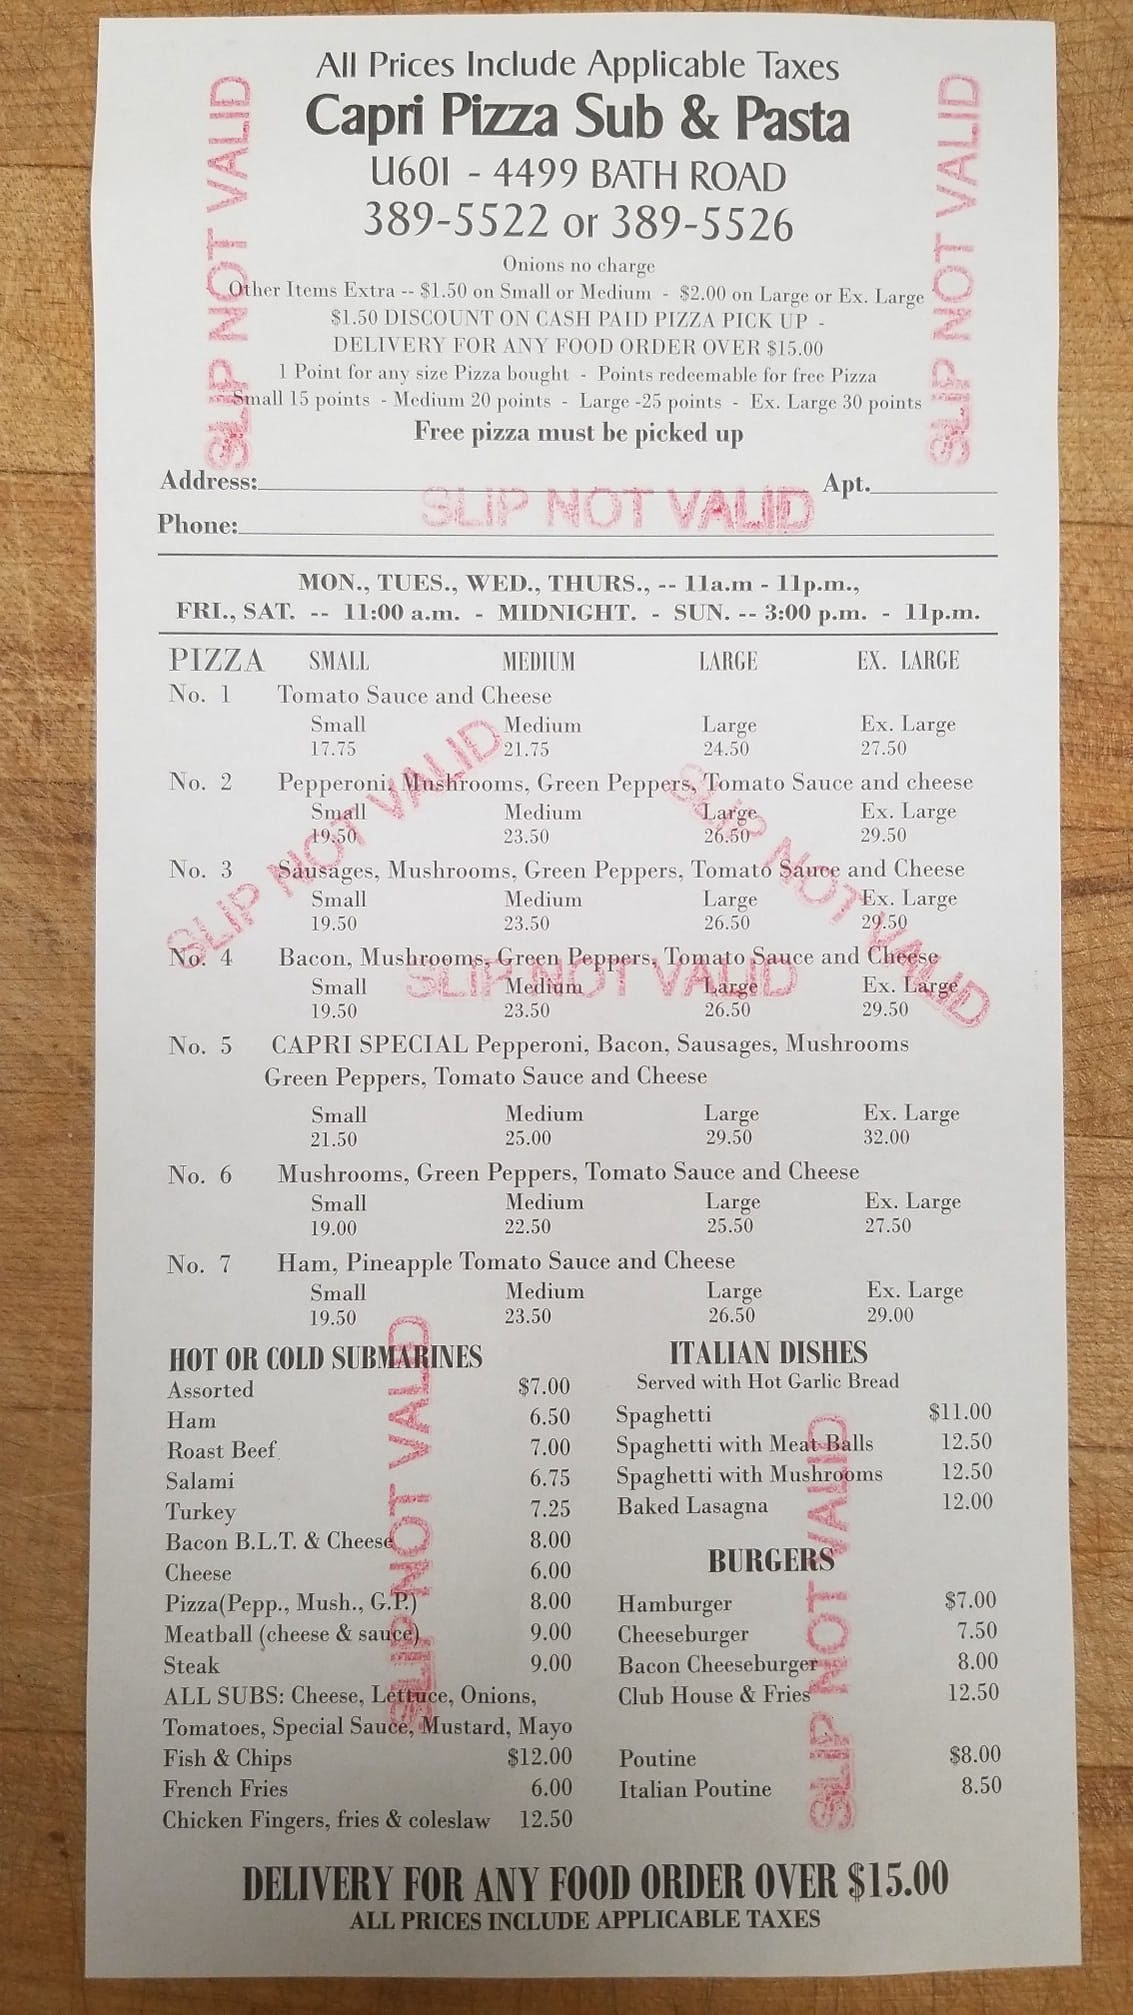 All Prices Include Applicable Taxes
Capri Pizza Sub & Pasta
U601 - 4499 BATH ROAD
389-5522 or 389-5526
Onions no charge
Other Items Extra -- $1.50 on Small or Medium - $2.00 on Large or Ex. Large
$1.50 DISCOUNT ON CASH PAID PIZZA PICK UP -
DELIVERY FOR ANY FOOD ORDER OVER $15.00
1 Point for any size Pizza bought - Points redeemable for free Pizza
Small 15 points - Medium 20 points - Large -25 points - Ex. Large 30 points
Free pizza must be picked up
SLIP NOT VALID
SLIP NOT VALID
Address: Apt.
SLIP NOT VALID
Phone:
MON., TUES., WED., THURS., -- 11a.m - 11p.m.,
FRI., SAT. -- 11:00 a.m. - MIDNIGHT. - SUN. -- 3:00 p.m. - 11p.m.
PIZZA SMALL MEDIUM LARGE EX. LARGE
No. 1 Tomato Sauce and Cheese
Small Medium Large Ex. Large
17.75 21.75 24.50 27.50
No. 2 Pepperoni, Mushrooms, Green Peppers, Tomato Sauce and cheese
Small Medium Large Ex. Large
19.50 23.50 26.50 29.50
No. 3 Sausages, Mushrooms, Green Peppers, Tomato Sauce and Cheese
Small Medium Large Ex. Large
19.50 23.50 26.50 29.50
SLIP NOT VALID
SLIP NOT VALID
No. 4 Bacon, Mushrooms, Green Peppers, Tomato Sauce and Cheese
SLIP NOT VALID
Small Medium Large Ex. Large
19.50 23.50 26.50 29.50
No. 5 CAPRI SPECIAL Pepperoni, Bacon, Sausages, Mushrooms
Green Peppers, Tomato Sauce and Cheese
Small Medium Large Ex. Large
21.50 25.00 29.50 32.00
No. 6 Mushrooms, Green Peppers, Tomato Sauce and Cheese
Small Medium Large Ex. Large
19.00 22.50 25.50 27.50
No. 7 Ham, Pineapple Tomato Sauce and Cheese
Small Medium Large Ex. Large
19.50 23.50 26.50 29.00
HOT OR COLD SUBMARINES
Assorted $7.00
Ham 6.50
Roast Beef 7.00
Salami 6.75
Turkey 7.25
Bacon B.L.T. & Cheese 8.00
Cheese 6.00
Pizza(Pepp., Mush., G.P.) 8.00
Meatball (cheese & sauce) 9.00
Steak 9.00
ALL SUBS: Cheese, Lettuce, Onions,
Tomatoes, Special Sauce, Mustard, Mayo
Fish & Chips $12.00
French Fries 6.00
Chicken Fingers, fries & coleslaw 12.50
SLIP NOT VALID
ITALIAN DISHES
Served with Hot Garlic Bread
Spaghetti $11.00
Spaghetti with Meat Balls 12.50
Spaghetti with Mushrooms 12.50
Baked Lasagna 12.00
BURGERS
Hamburger $7.00
Cheeseburger 7.50
Bacon Cheeseburger 8.00
Club House & Fries 12.50
Poutine $8.00
Italian Poutine 8.50
SLIP NOT VALID
DELIVERY FOR ANY FOOD ORDER OVER $15.00
ALL PRICES INCLUDE APPLICABLE TAXES